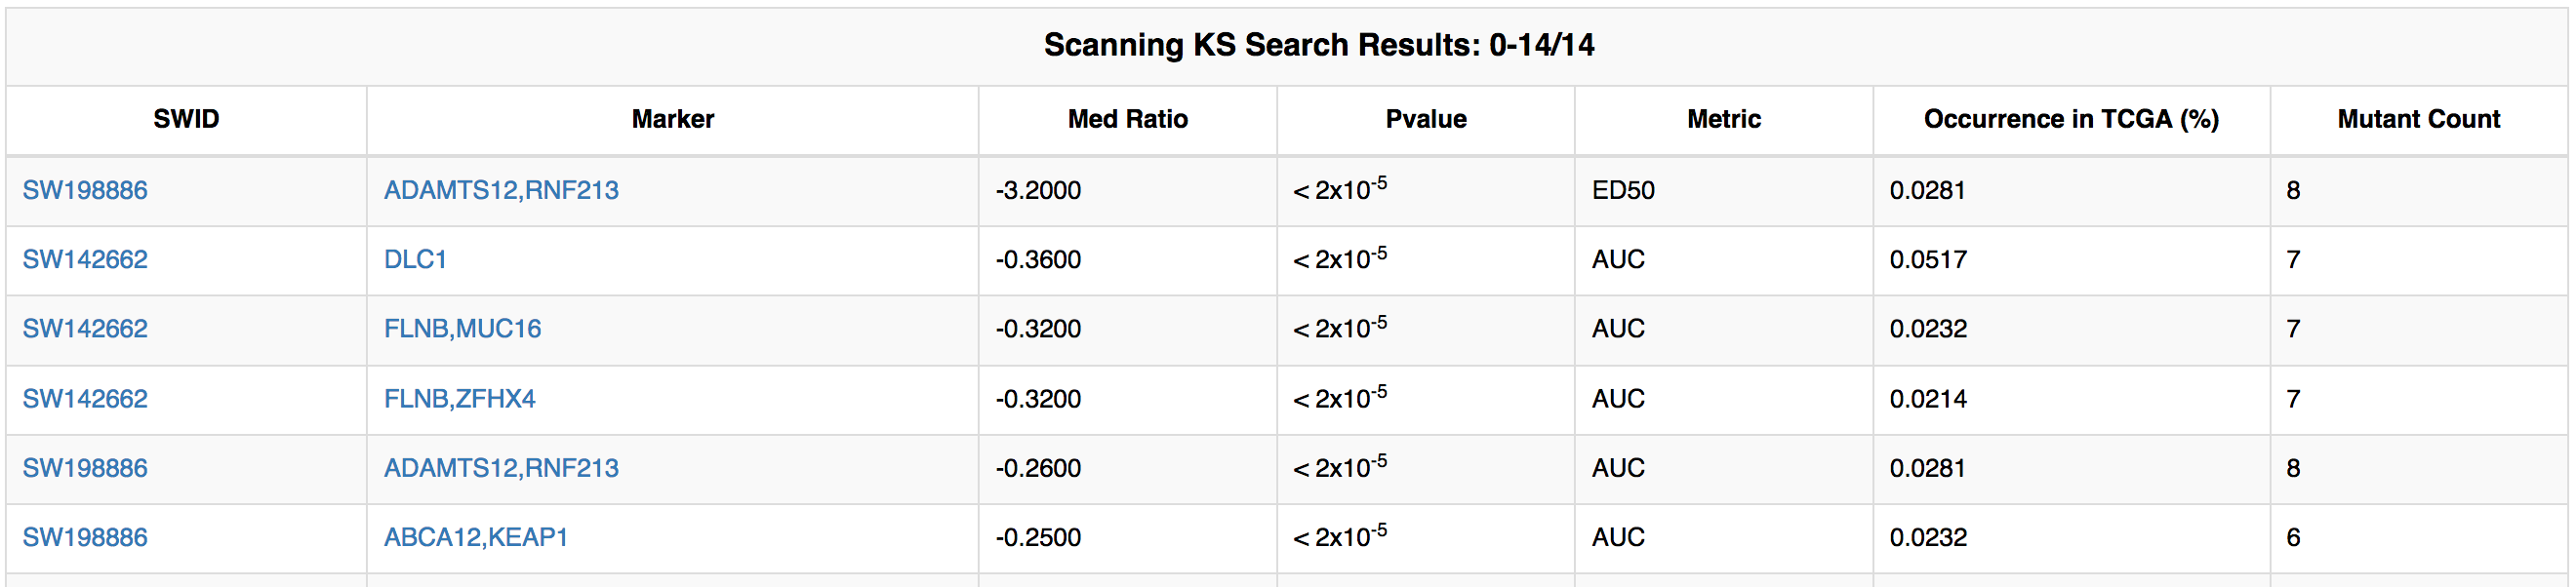 Scanning KS Search Results: 0-14/14
SWID Marker Med Ratio Pvalue Metric Occurrence in TCGA (%) Mutant Count
SW198886 ADAMTS12,RNF213 -3.2000 < 2x10⁻⁵ ED50 0.0281 8
SW142662 DLC1 -0.3600 < 2x10⁻⁵ AUC 0.0517 7
SW142662 FLNB,MUC16 -0.3200 < 2x10⁻⁵ AUC 0.0232 7
SW142662 FLNB,ZFHX4 -0.3200 < 2x10⁻⁵ AUC 0.0214 7
SW198886 ADAMTS12,RNF213 -0.2600 < 2x10⁻⁵ AUC 0.0281 8
SW198886 ABCA12,KEAP1 -0.2500 < 2x10⁻⁵ AUC 0.0232 6